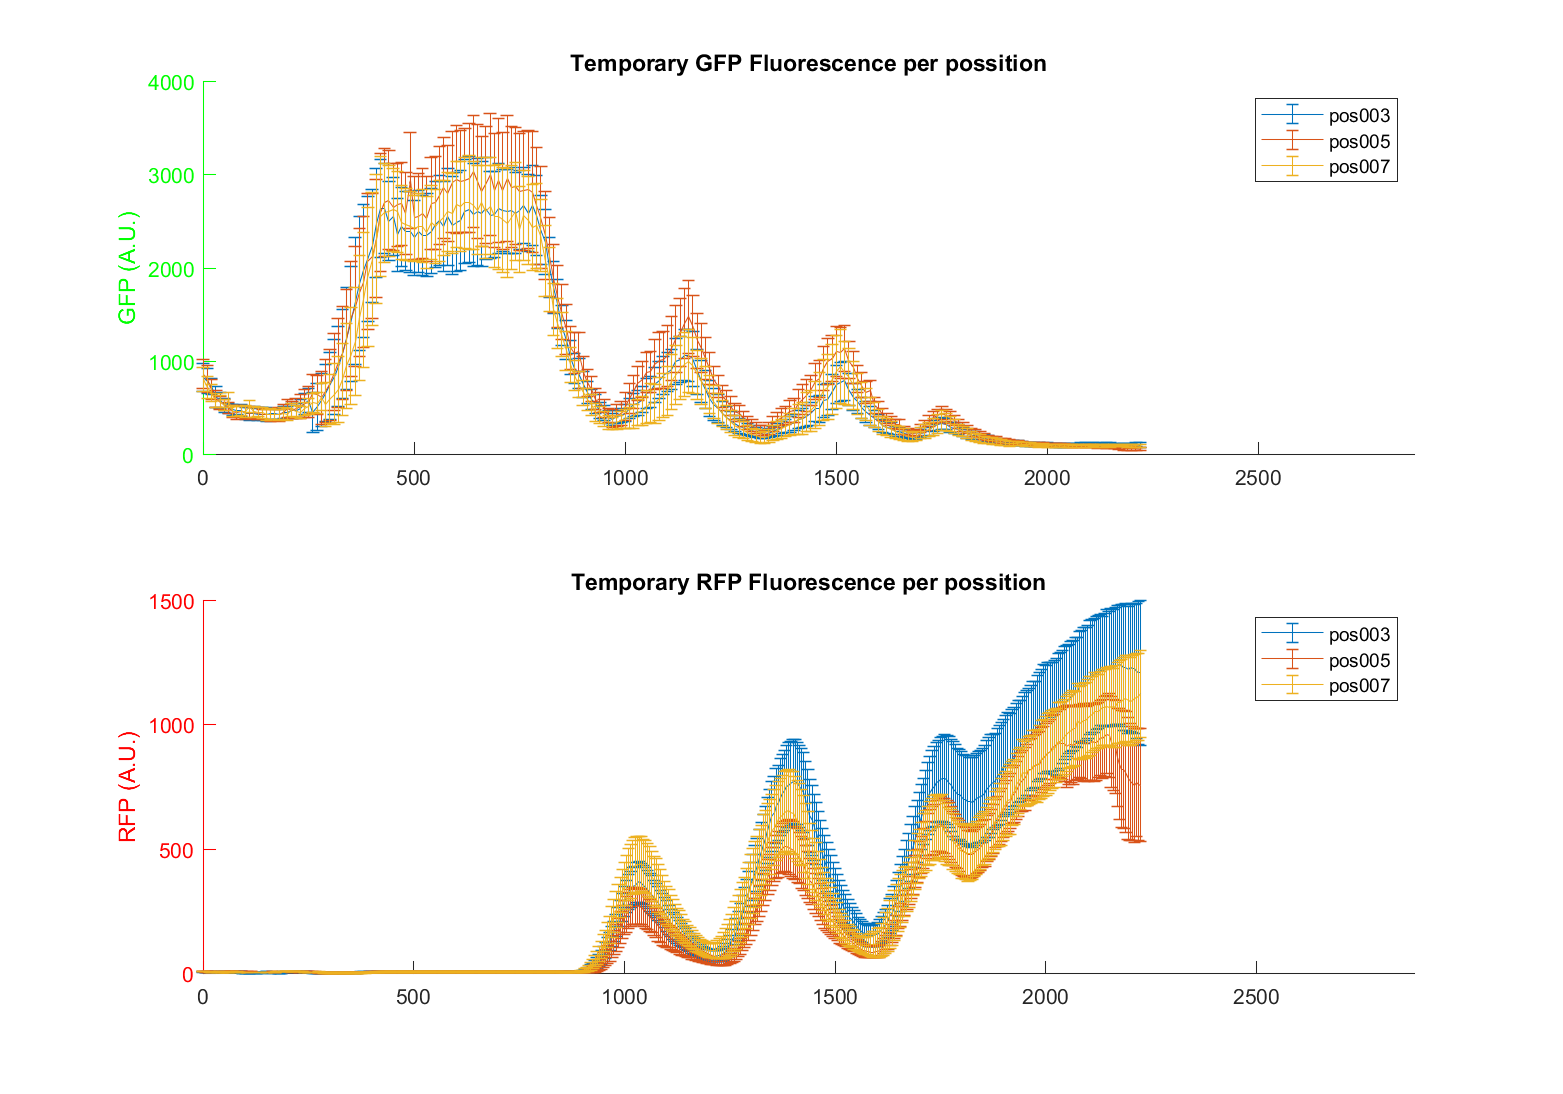 Temporary GFP Fluorescence per possition
4000
3000
2000
1000
0
GFP (A.U.)
0 500 1000 1500 2000 2500
pos003
pos005
pos007
Temporary RFP Fluorescence per possition
1500
1000
500
0
RFP (A.U.)
0 500 1000 1500 2000 2500
pos003
pos005
pos007